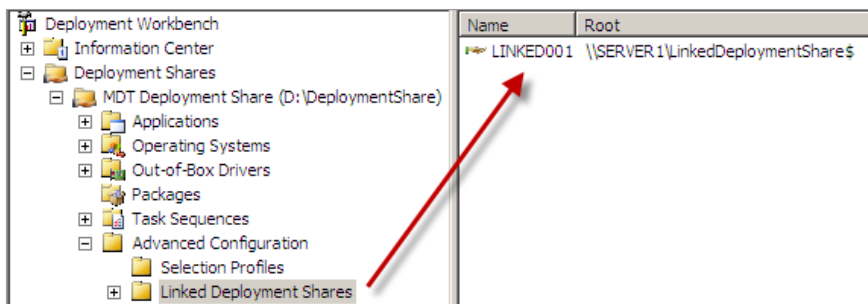 Deployment Workbench
Information Center
Deployment Shares
MDT Deployment Share (D:\DeploymentShare)
Applications
Operating Systems
Out-of-Box Drivers
Packages
Task Sequences
Advanced Configuration
Selection Profiles
Linked Deployment Shares
Name Root
LINKED001 \\SERVER1\LinkedDeploymentShare$